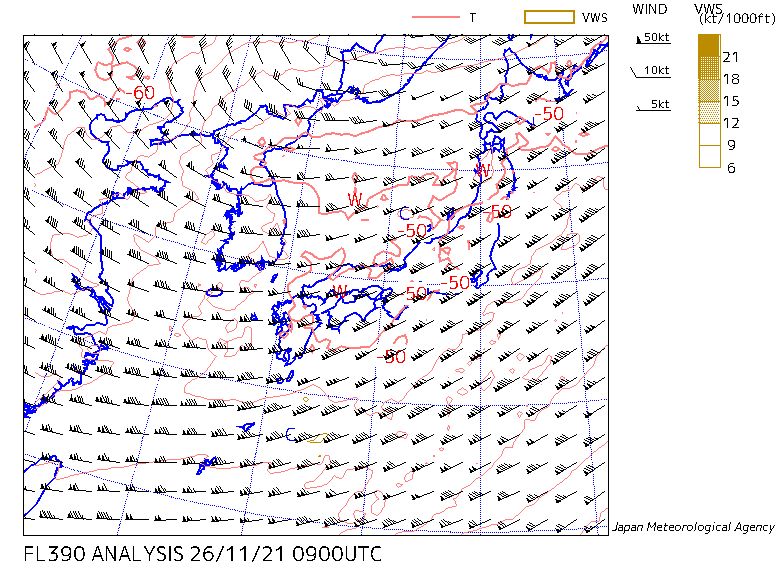 T
VWS
WIND
VWS
(kt/1000ft)
50kt
10kt
5kt
21
18
15
12
9
6
-60
-50
W
W
C
-50
-50
W
-50
-50
-50
C
Japan Meteorological Agency
FL390 ANALYSIS 26/11/21 0900UTC